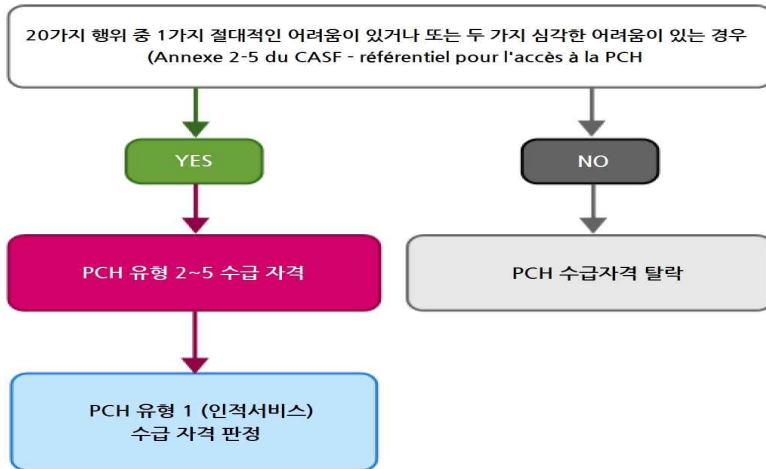 20가지 행위 중 1가지 절대적인 어려움이 있거나 또는 두 가지 심각한 어려움이 있는 경우
(Annexe 2-5 du CASF - référentiel pour l'accès à la PCH
YES
NO
PCH 유형 2~5 수급 자격
PCH 수급자격 탈락
PCH 유형 1 (인적서비스)
수급 자격 판정